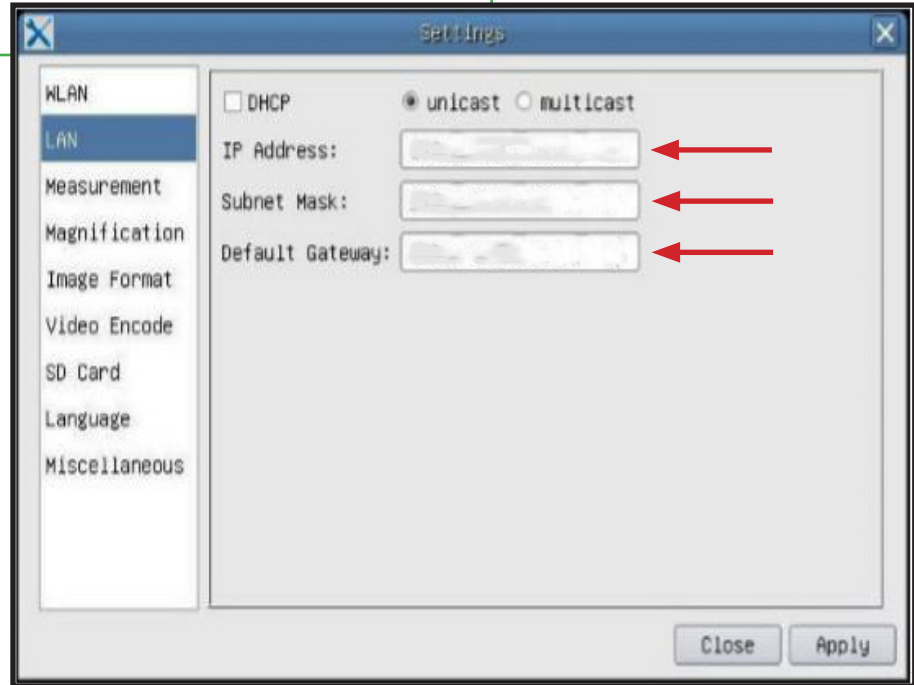 Settings
WLAN
LAN
Measurement
Magnification
Image Format
Video Encode
SD Card
Language
Miscellaneous
DHCP unicast multicast
IP Address:
Subnet Mask:
Default Gateway:
Close Apply